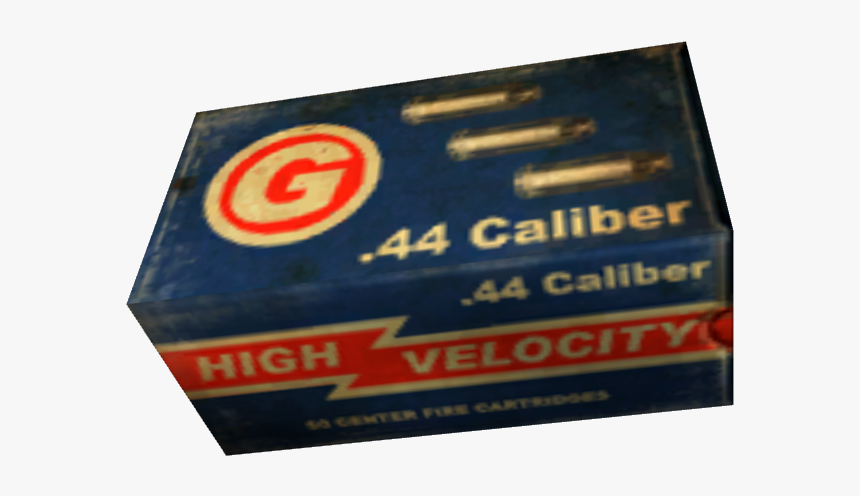 G
.44 Caliber
.44 Caliber
HIGH VELOCITY
50 CENTER FIRE CARTRIDGES